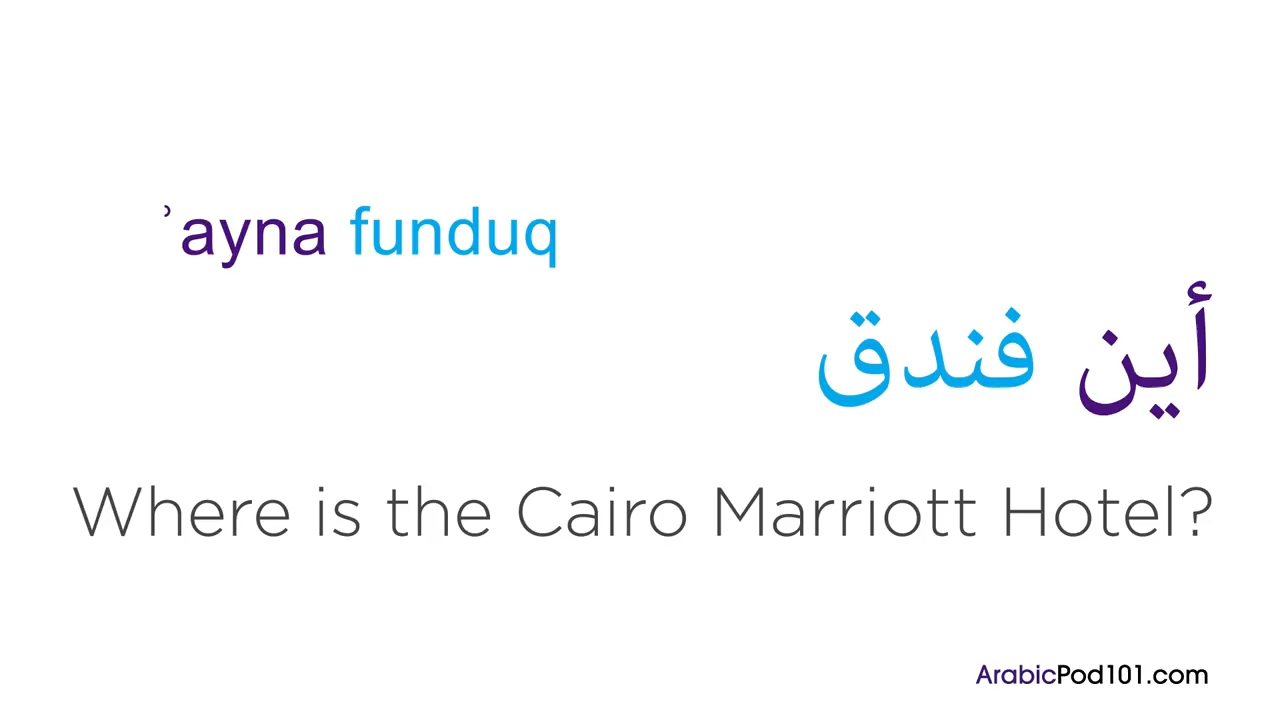 ʾayna funduq
أين فندق
Where is the Cairo Marriott Hotel?
ArabicPod101.com